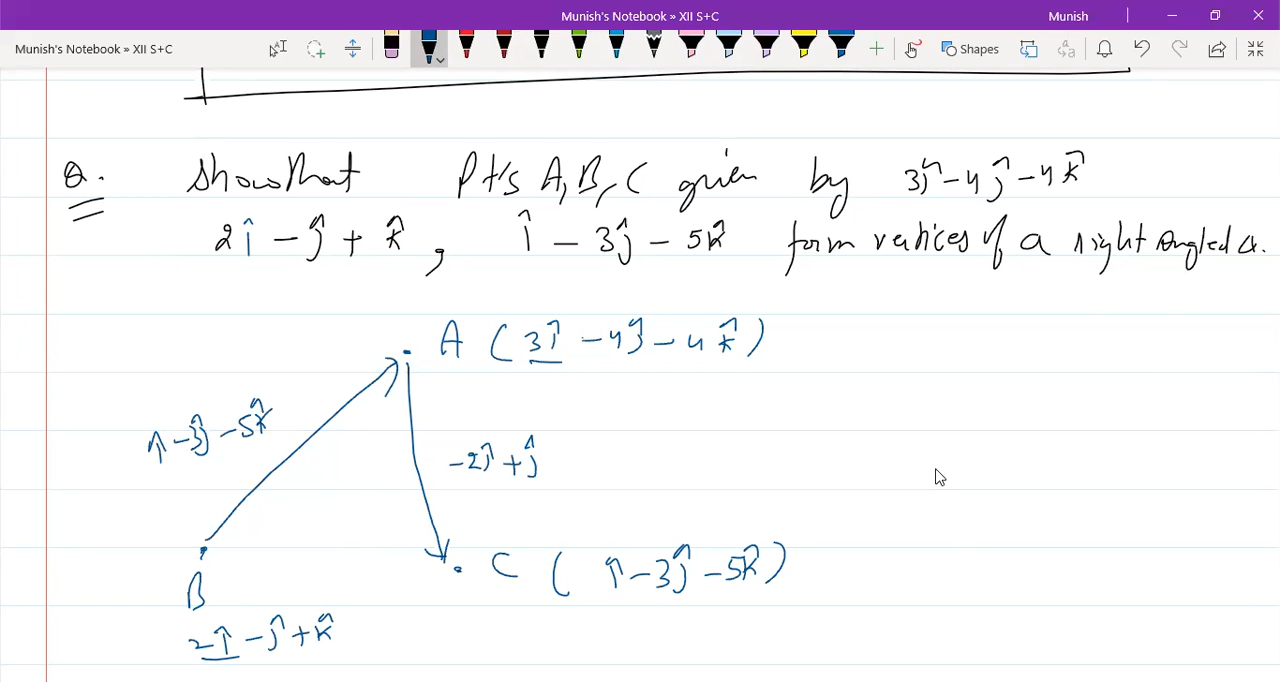 Munish's Notebook » XII S+C
Munish
Munish's Notebook » XII S+C
Shapes
Q. Show that Pt's A, B, C given by 3î - 4ĵ - 4k̂
2î - ĵ + k̂, î - 3ĵ - 5k̂ form vertices of a right angled Δ.
A (3î - 4ĵ - 4k̂)
î - 3ĵ - 5k̂
-2î + ĵ
C (î - 3ĵ - 5k̂)
B
2î - ĵ + k̂